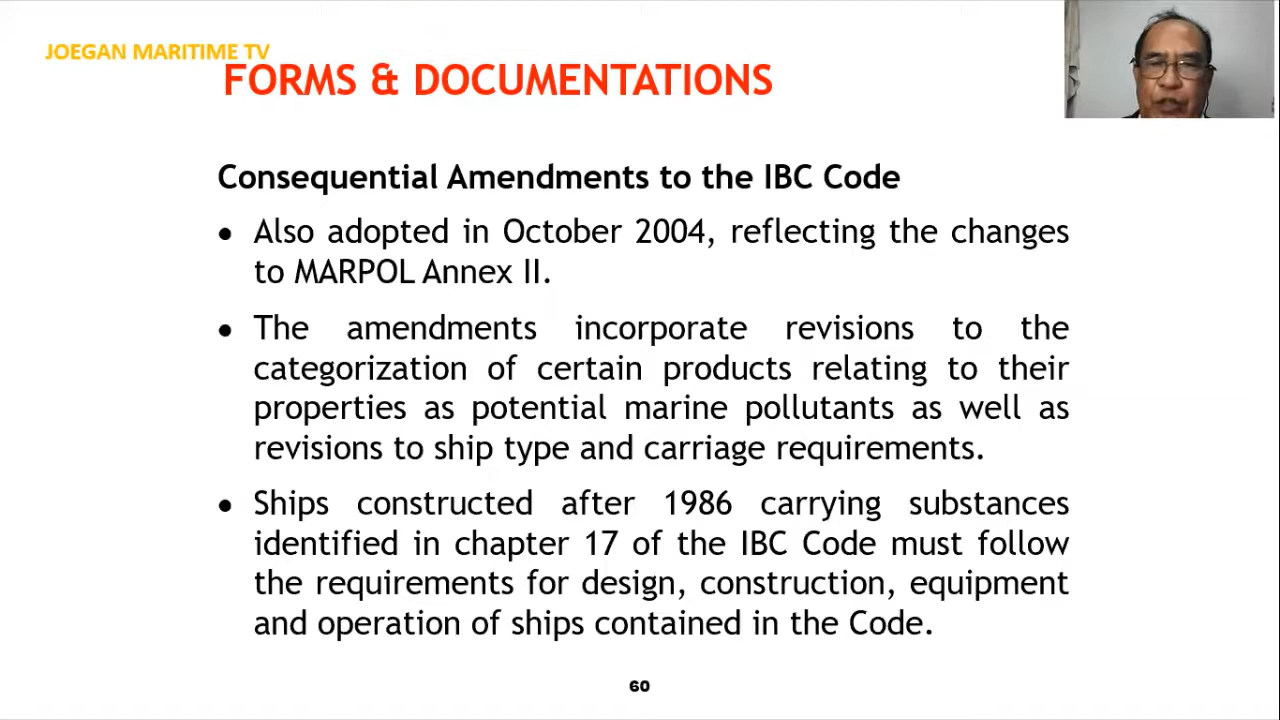 JOEGAN MARITIME TV
FORMS & DOCUMENTATIONS
Consequential Amendments to the IBC Code
• Also adopted in October 2004, reflecting the changes
to MARPOL Annex II.
• The amendments incorporate revisions to the
categorization of certain products relating to their
properties as potential marine pollutants as well as
revisions to ship type and carriage requirements.
• Ships constructed after 1986 carrying substances
identified in chapter 17 of the IBC Code must follow
the requirements for design, construction, equipment
and operation of ships contained in the Code.
60